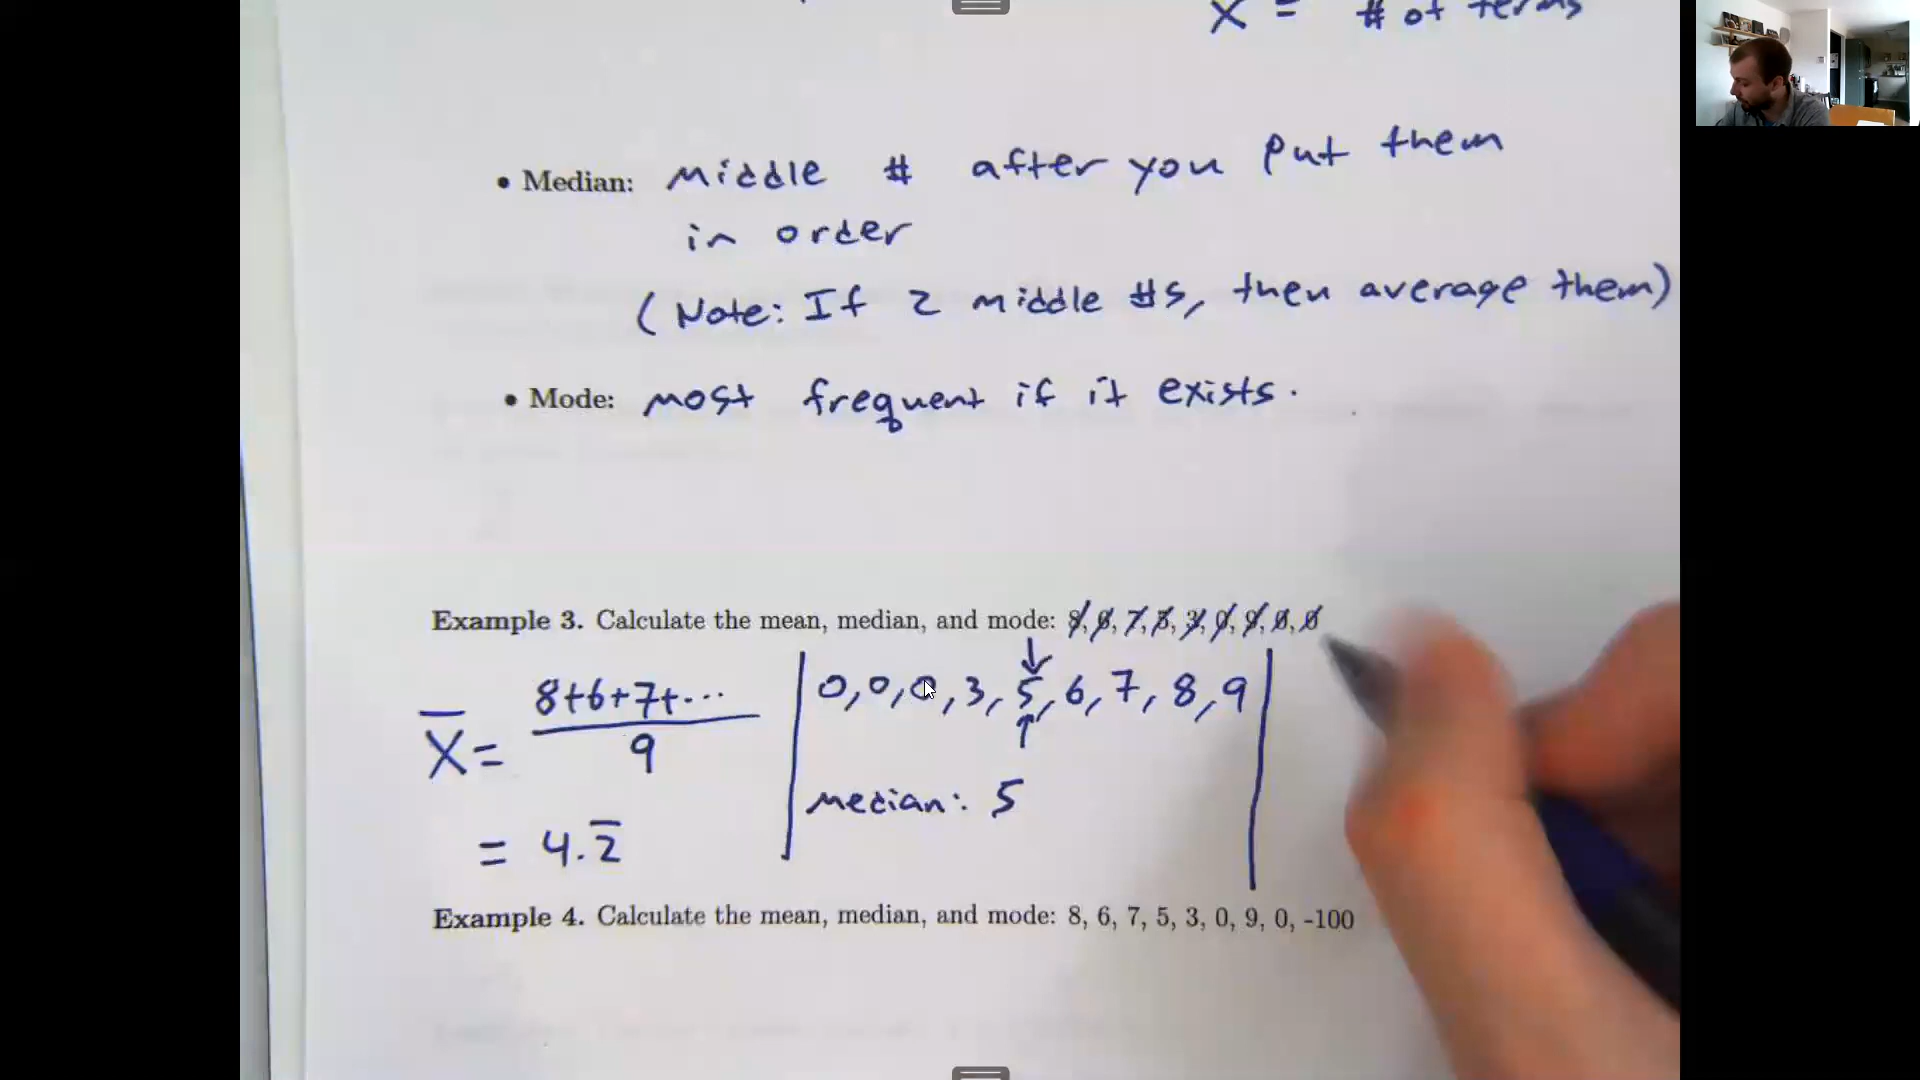 X = # of terms
• Median: middle # after you put them
in order
(Note: If 2 middle #s, then average them)
• Mode: most frequent if it exists.
Example 3. Calculate the mean, median, and mode: 8, 6, 7, 5, 3, 0, 9, 0, 0
X̅ = 8+6+7+... / 9
= 4.2̅
0, 0, 0, 3, 5, 6, 7, 8, 9
median: 5
Example 4. Calculate the mean, median, and mode: 8, 6, 7, 5, 3, 0, 9, 0, -100